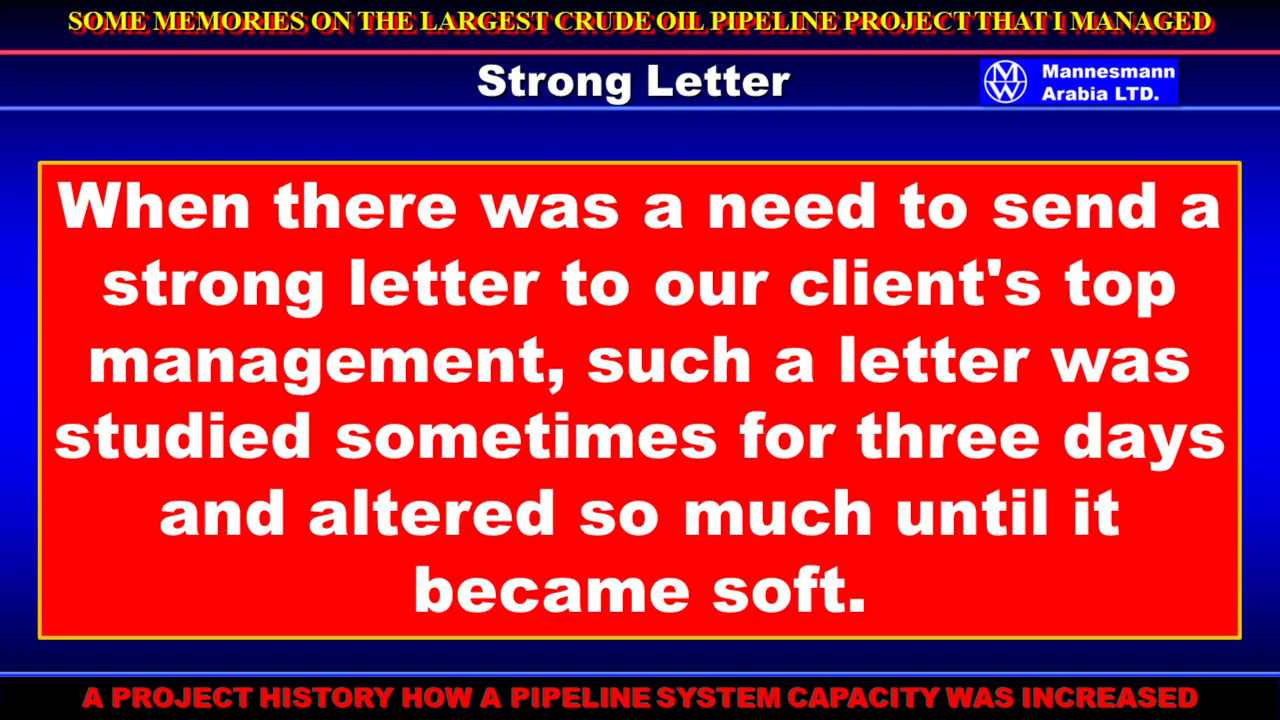 SOME MEMORIES ON THE LARGEST CRUDE OIL PIPELINE PROJECT THAT I MANAGED
Strong Letter
Mannesmann
Arabia LTD.
When there was a need to send a
strong letter to our client's top
management, such a letter was
studied sometimes for three days
and altered so much until it
became soft.
A PROJECT HISTORY HOW A PIPELINE SYSTEM CAPACITY WAS INCREASED